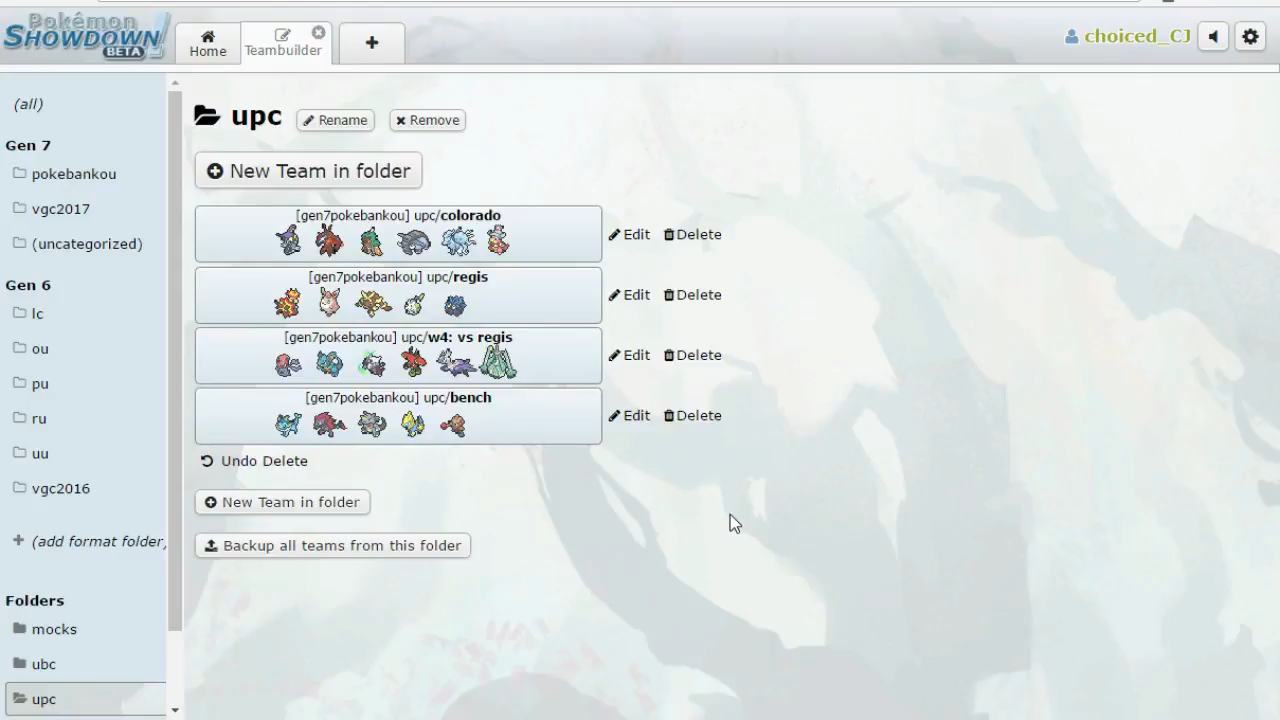 Pokémon
SHOWDOWN!
BETA
Home
Teambuilder
choiced_CJ
(all)
Gen 7
pokebankou
vgc2017
(uncategorized)
Gen 6
lc
ou
pu
ru
uu
vgc2016
(add format folder,
Folders
mocks
ubc
upc
upc
Rename
Remove
New Team in folder
[gen7pokebankou] upc/colorado
Edit Delete
[gen7pokebankou] upc/regis
Edit Delete
[gen7pokebankou] upc/w4: vs regis
Edit Delete
[gen7pokebankou] upc/bench
Edit Delete
Undo Delete
New Team in folder
Backup all teams from this folder